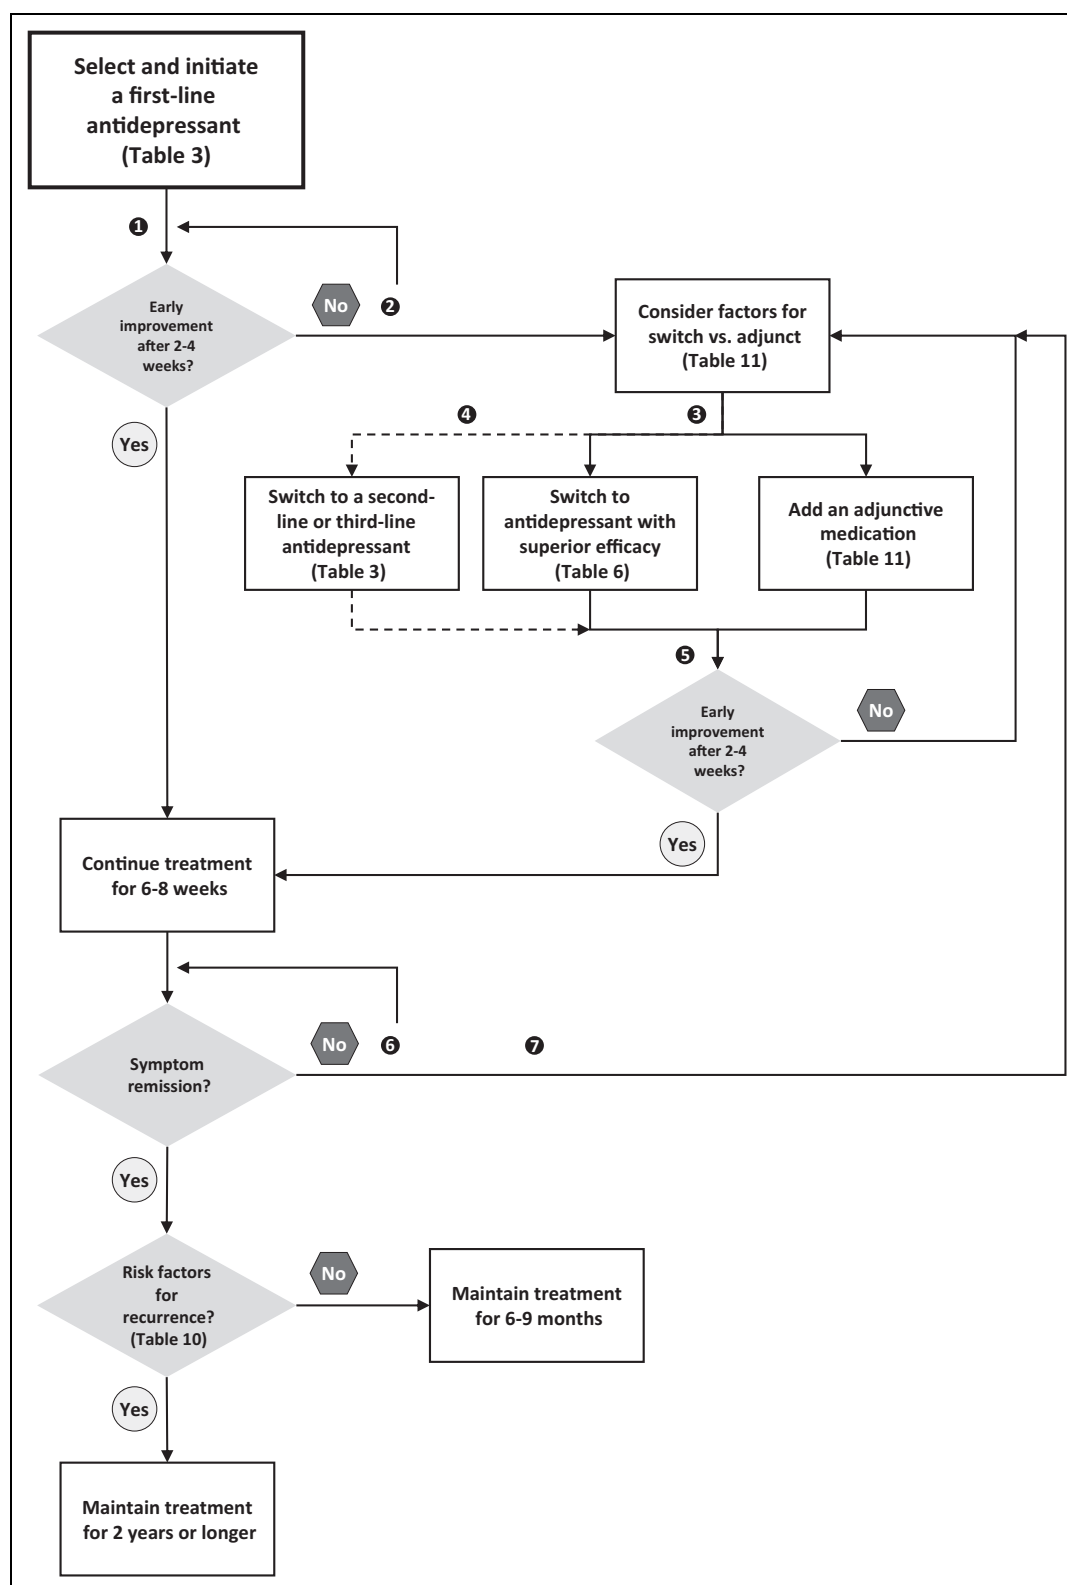 Select and initiate
a first-line
antidepressant
(Table 3)
❶
Early
improvement
after 2-4
weeks?
No
❷
Consider factors for
switch vs. adjunct
(Table 11)
Yes
❹
❸
Switch to a second-
line or third-line
antidepressant
(Table 3)
Switch to
antidepressant with
superior efficacy
(Table 6)
Add an adjunctive
medication
(Table 11)
❺
Early
improvement
after 2-4
weeks?
No
Yes
Continue treatment
for 6-8 weeks
No
❻
❼
Symptom
remission?
Yes
Risk factors
for
recurrence?
(Table 10)
No
Maintain treatment
for 6-9 months
Yes
Maintain treatment
for 2 years or longer